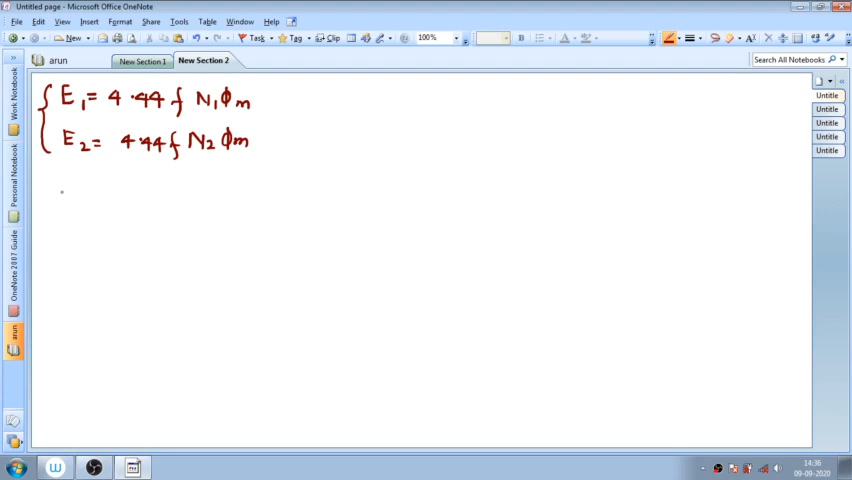 Untitled page - Microsoft Office OneNote
File Edit View Insert Format Share Tools Table Window Help
New Task Tag Clip 100% B A
arun New Section 1 New Section 2 Search All Notebooks
Work Notebook
Personal Notebook
OneNote 2007 Guide
arun
E₁ = 4.44 f N₁ ϕm
E₂ = 4.44 f N₂ ϕm
Untitle
Untitle
Untitle
Untitle
Untitle
14:36
09-09-2020